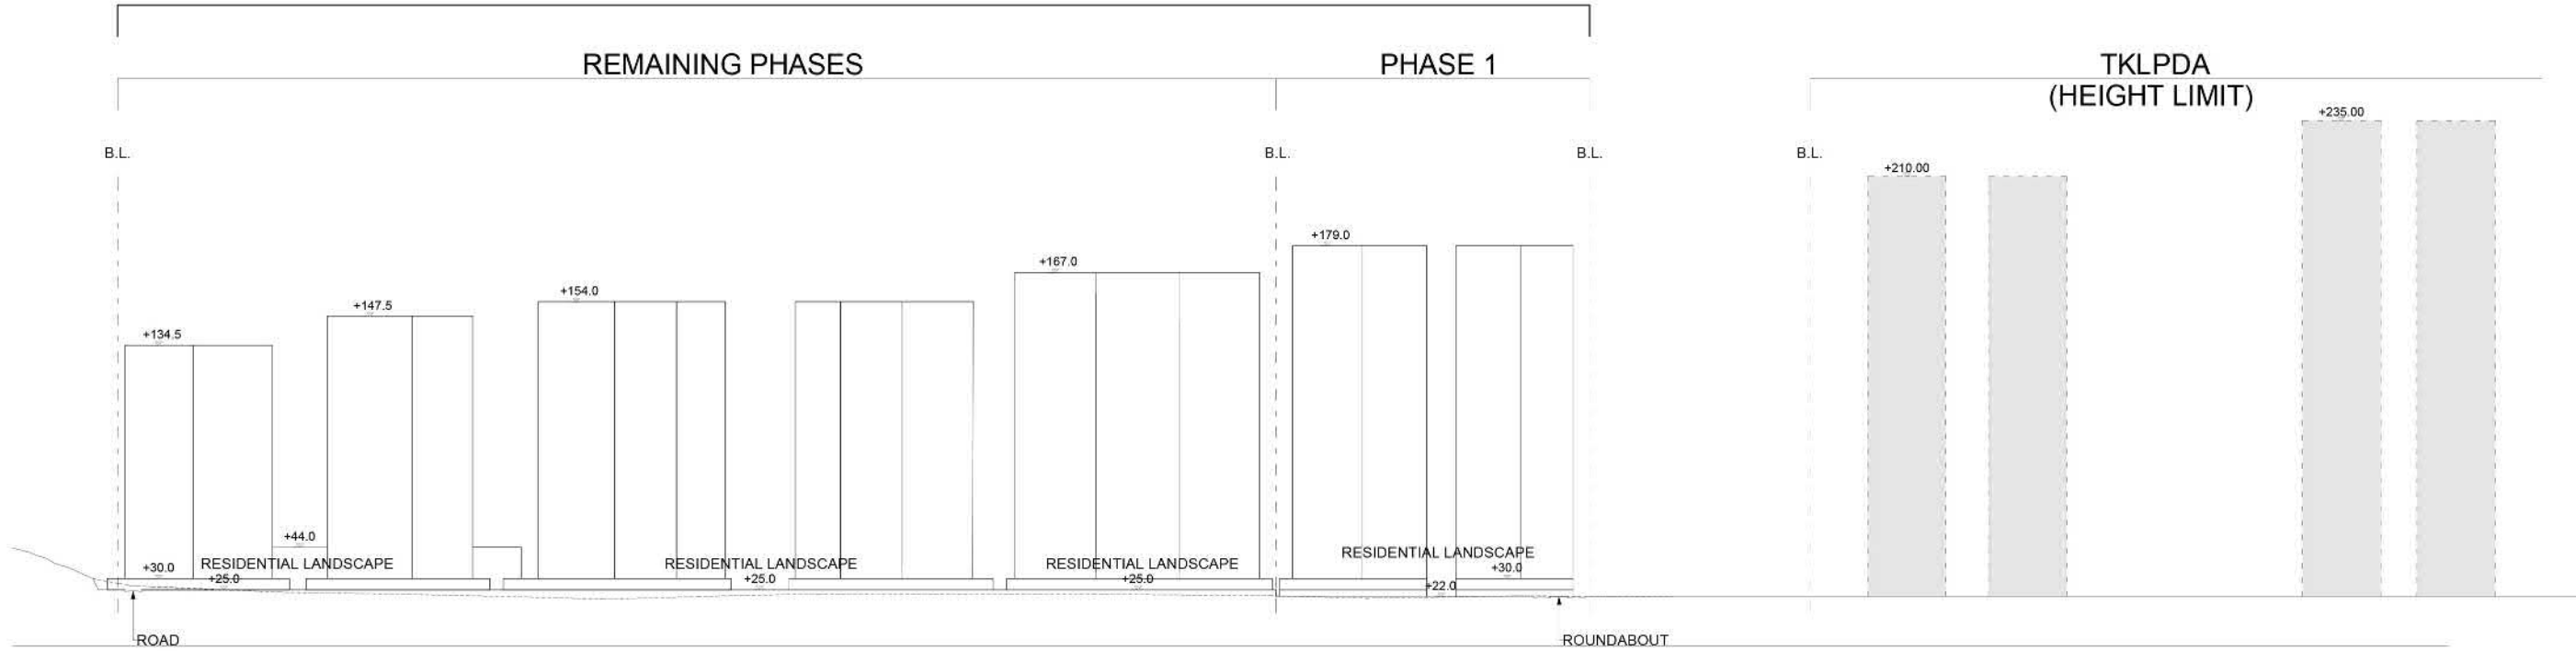 REMAINING PHASES
PHASE 1
TKLPDA
(HEIGHT LIMIT)
+235.00
B.L.
B.L.
B.L.
B.L.
+210.00
+179.0
+167.0
+154.0
+147.5
+134.5
+44.0
RESIDENTIAL LANDSCAPE
RESIDENTIAL LANDSCAPE
RESIDENTIAL LANDSCAPE
RESIDENTIAL LANDSCAPE
+30.0
+30.0
+25.0
+25.0
+25.0
+22.0
ROAD
ROUNDABOUT